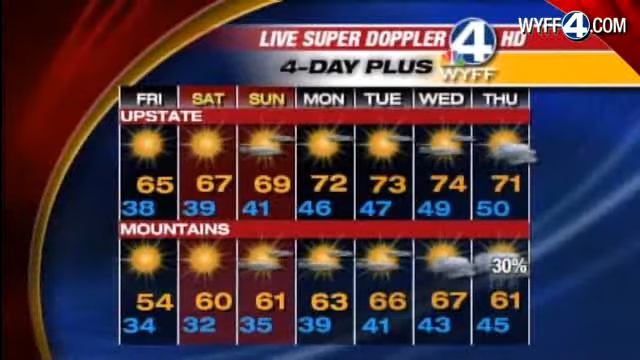 WYFF4.COM
LIVE SUPER DOPPLER 4 HD
4-DAY PLUS WYFF
FRI SAT SUN MON TUE WED THU
UPSTATE
65 67 69 72 73 74 71
38 39 41 46 47 49 50
MOUNTAINS
30%
54 60 61 63 66 67 61
34 32 35 39 41 43 45